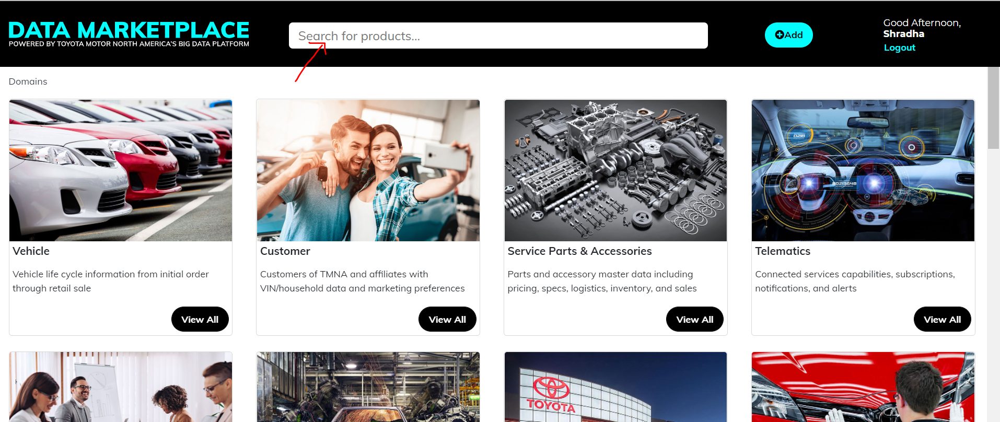 DATA MARKETPLACE
POWERED BY TOYOTA MOTOR NORTH AMERICA'S BIG DATA PLATFORM
Search for products...
Add
Good Afternoon,
Shradha
Logout
Domains
Vehicle
Vehicle life cycle information from initial order
through retail sale
View All
Customer
Customers of TMNA and affiliates with
VIN/household data and marketing preferences
View All
Service Parts & Accessories
Parts and accessory master data including
pricing, specs, logistics, inventory, and sales
View All
0218
80213648
Telematics
Connected services capabilities, subscriptions,
notifications, and alerts
View All
TOYOTA